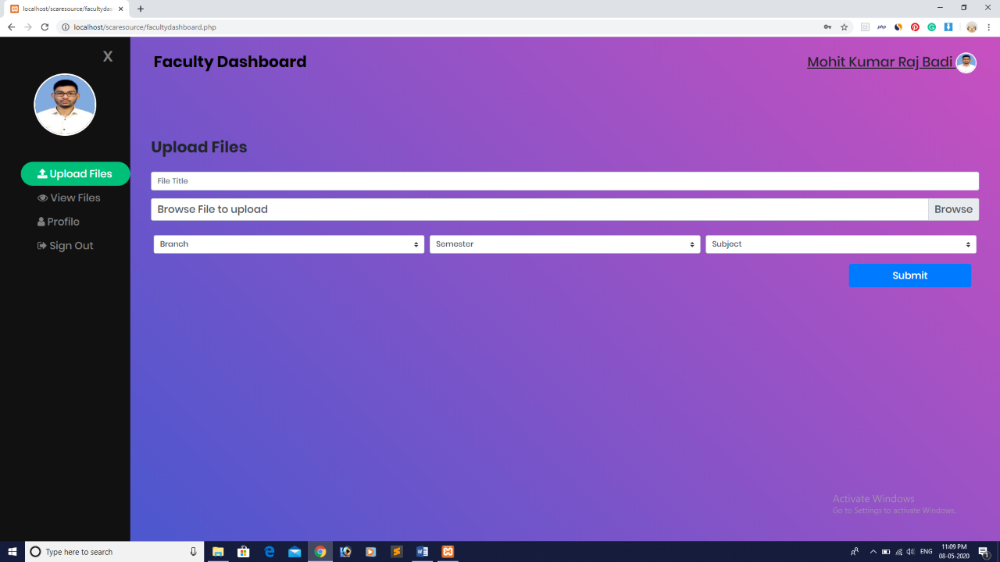 localhost/scaresource/facultydas
localhost/scaresource/facultydashboard.php
php
X
Faculty Dashboard
Mohit Kumar Raj Badi
Upload Files
Upload Files
View Files
Profile
Sign Out
File Title
Browse File to upload
Browse
Branch
Semester
Subject
Submit
Activate Windows
Go to Settings to activate Windows.
Type here to search
ENG
11:09 PM
08-05-2020